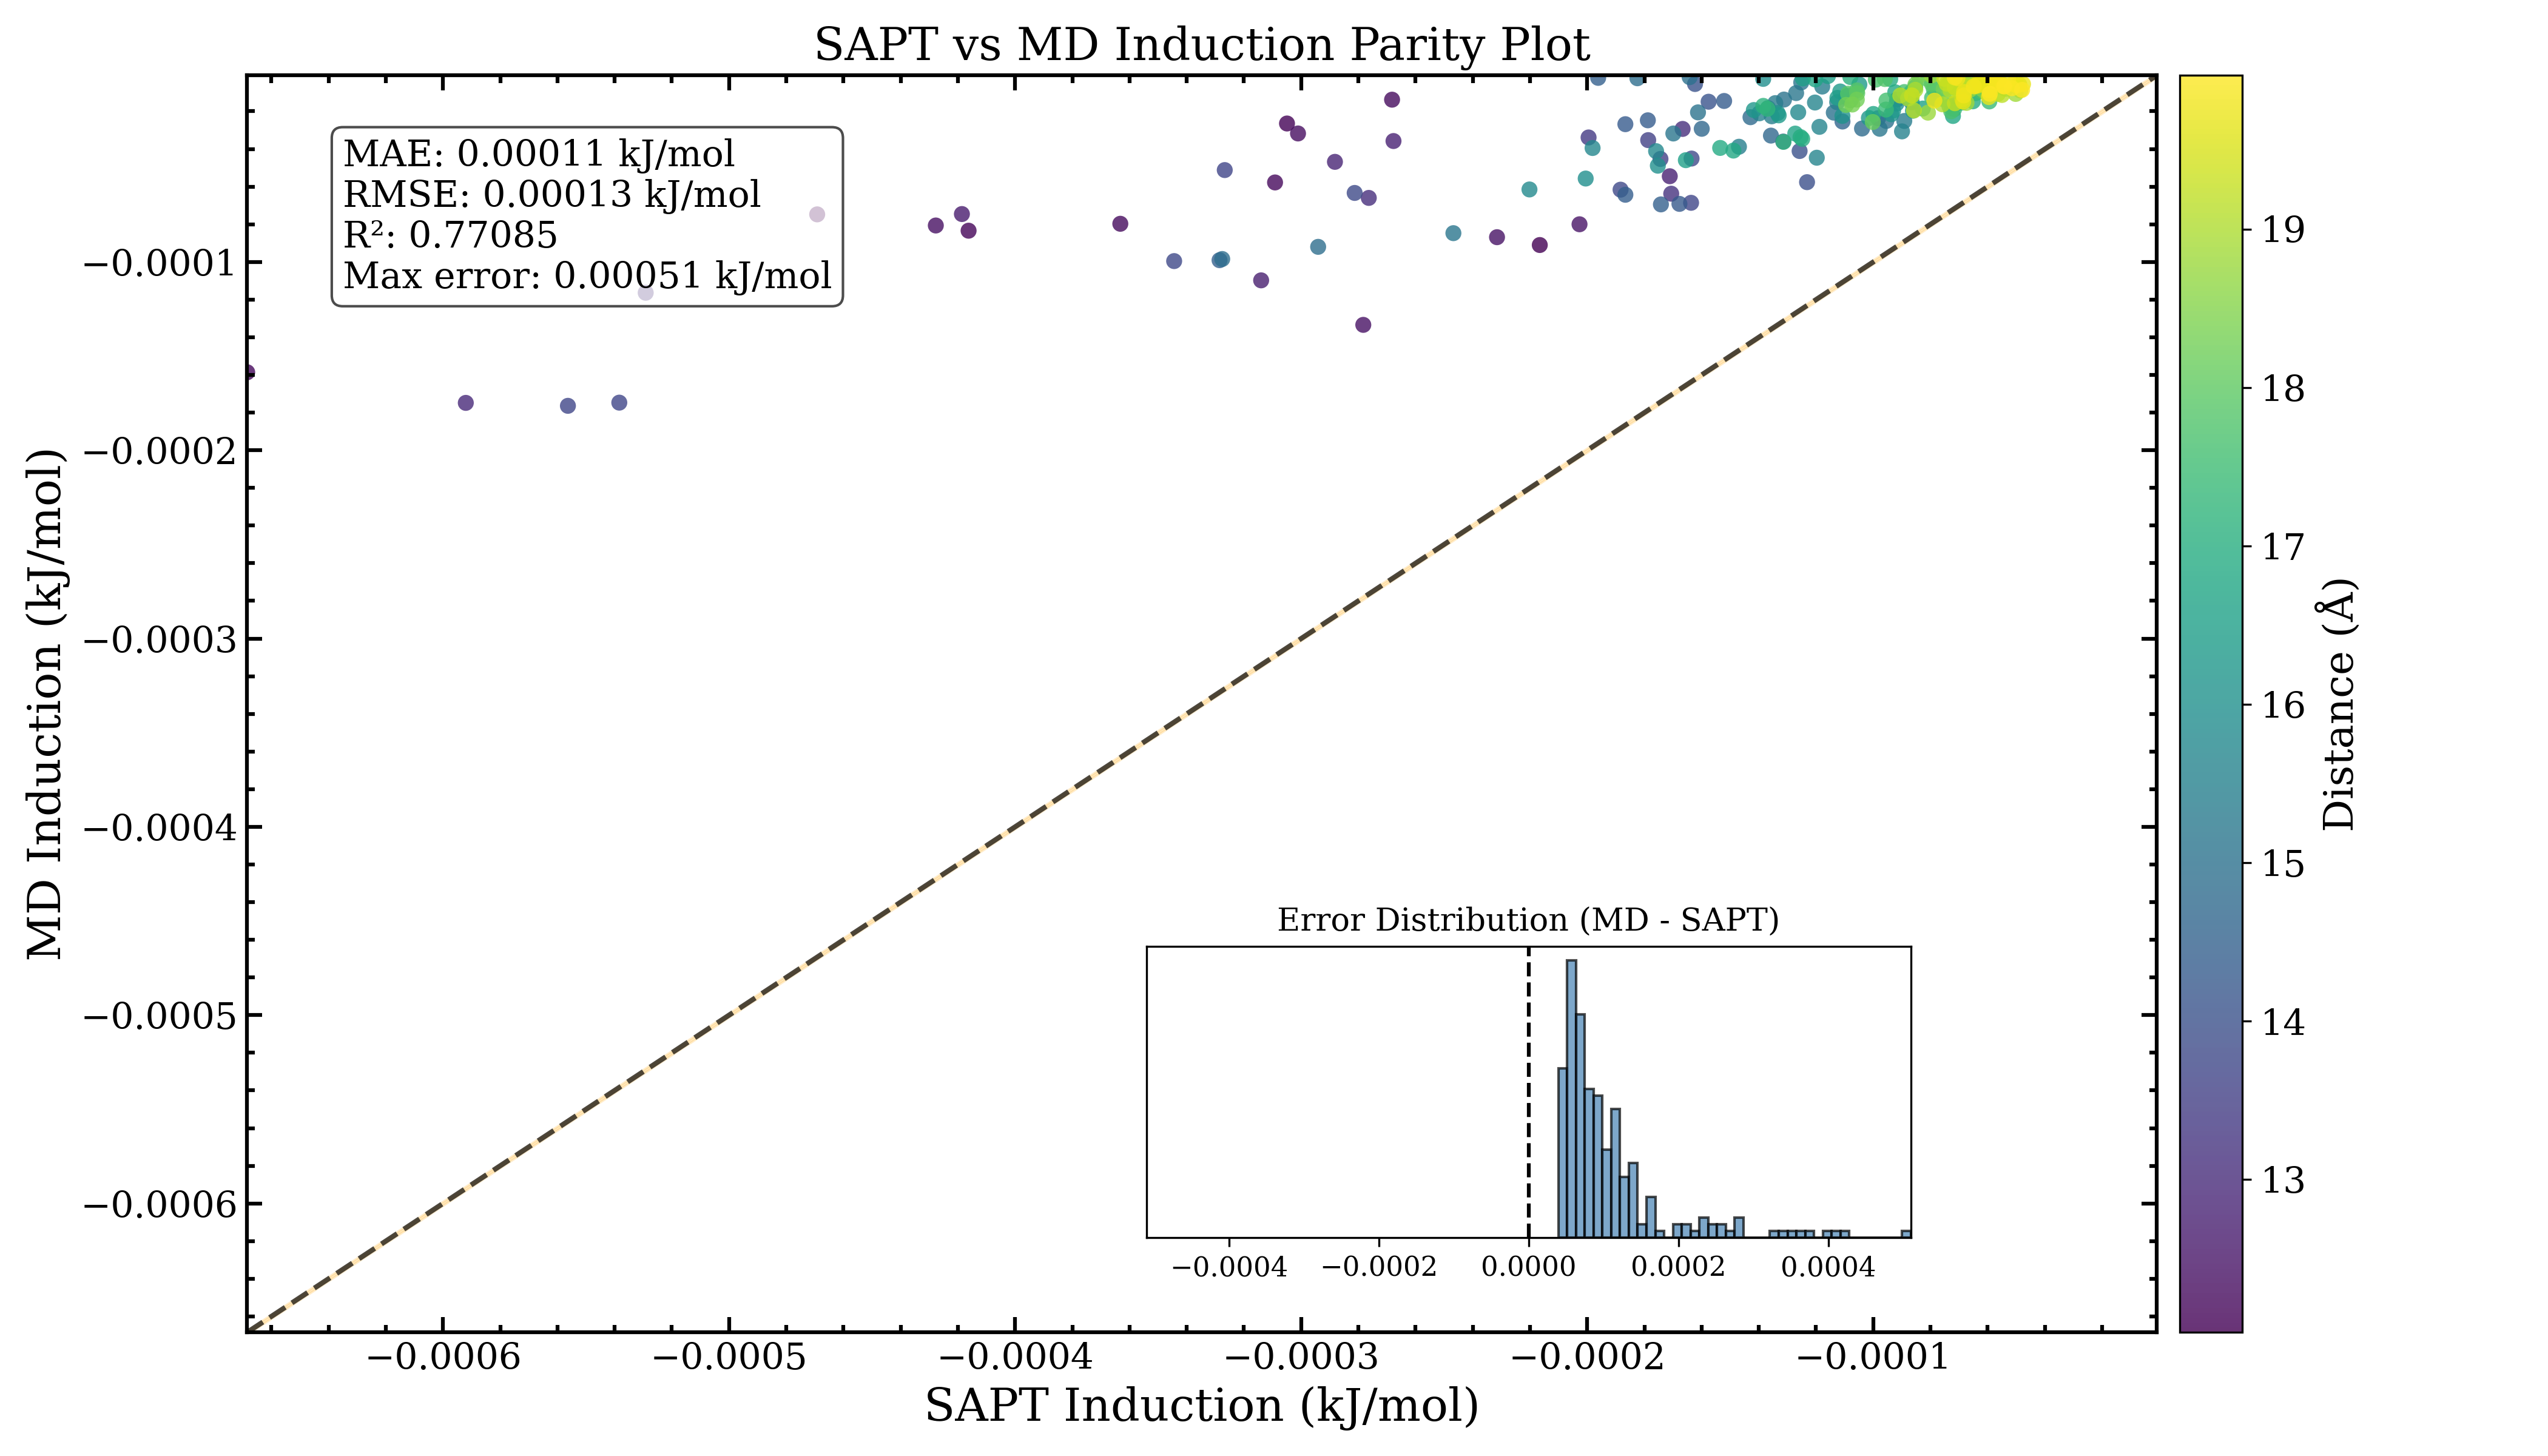 SAPT vs MD Induction Parity Plot
MAE: 0.00011 kJ/mol
RMSE: 0.00013 kJ/mol
R²: 0.77085
Max error: 0.00051 kJ/mol
MD Induction (kJ/mol)
−0.0001
−0.0002
−0.0003
−0.0004
−0.0005
−0.0006
Error Distribution (MD - SAPT)
−0.0004
−0.0002
0.0000
0.0002
0.0004
−0.0006
−0.0005
−0.0004
−0.0003
−0.0002
−0.0001
SAPT Induction (kJ/mol)
19
18
17
16
15
14
13
Distance (Å)